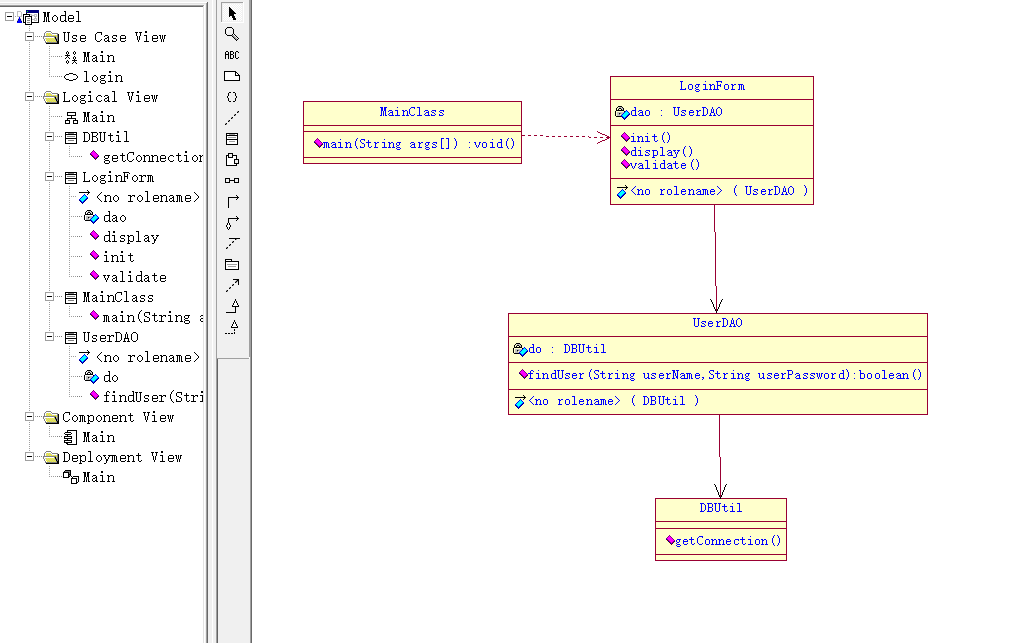 Model
Use Case View
Main
login
Logical View
Main
DBUtil
getConnection
LoginForm
<no rolename>
dao
display
init
validate
MainClass
main(String a
UserDAO
<no rolename>
do
findUser(Stri
Component View
Main
Deployment View
Main
ABC
MainClass
main(String args[]) :void()
LoginForm
dao : UserDAO
init()
display()
validate()
<no rolename> ( UserDAO )
UserDAO
do : DBUtil
findUser(String userName,String userPassword):boolean()
<no rolename> ( DBUtil )
DBUtil
getConnection()